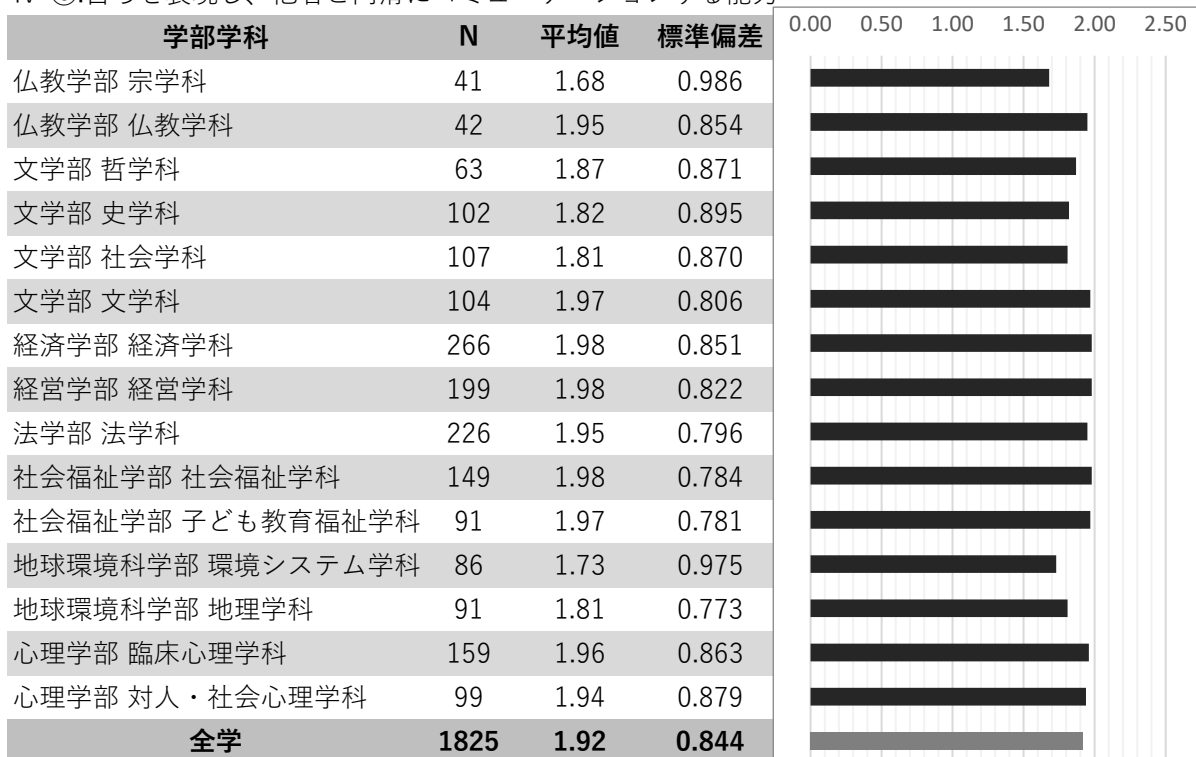 学部学科 N 平均値 標準偏差
0.00 0.50 1.00 1.50 2.00 2.50
仏教学部 宗学科 41 1.68 0.986
仏教学部 仏教学科 42 1.95 0.854
文学部 哲学科 63 1.87 0.871
文学部 史学科 102 1.82 0.895
文学部 社会学科 107 1.81 0.870
文学部 文学科 104 1.97 0.806
経済学部 経済学科 266 1.98 0.851
経営学部 経営学科 199 1.98 0.822
法学部 法学科 226 1.95 0.796
社会福祉学部 社会福祉学科 149 1.98 0.784
社会福祉学部 子ども教育福祉学科 91 1.97 0.781
地球環境科学部 環境システム学科 86 1.73 0.975
地球環境科学部 地理学科 91 1.81 0.773
心理学部 臨床心理学科 159 1.96 0.863
心理学部 対人・社会心理学科 99 1.94 0.879
全学 1825 1.92 0.844